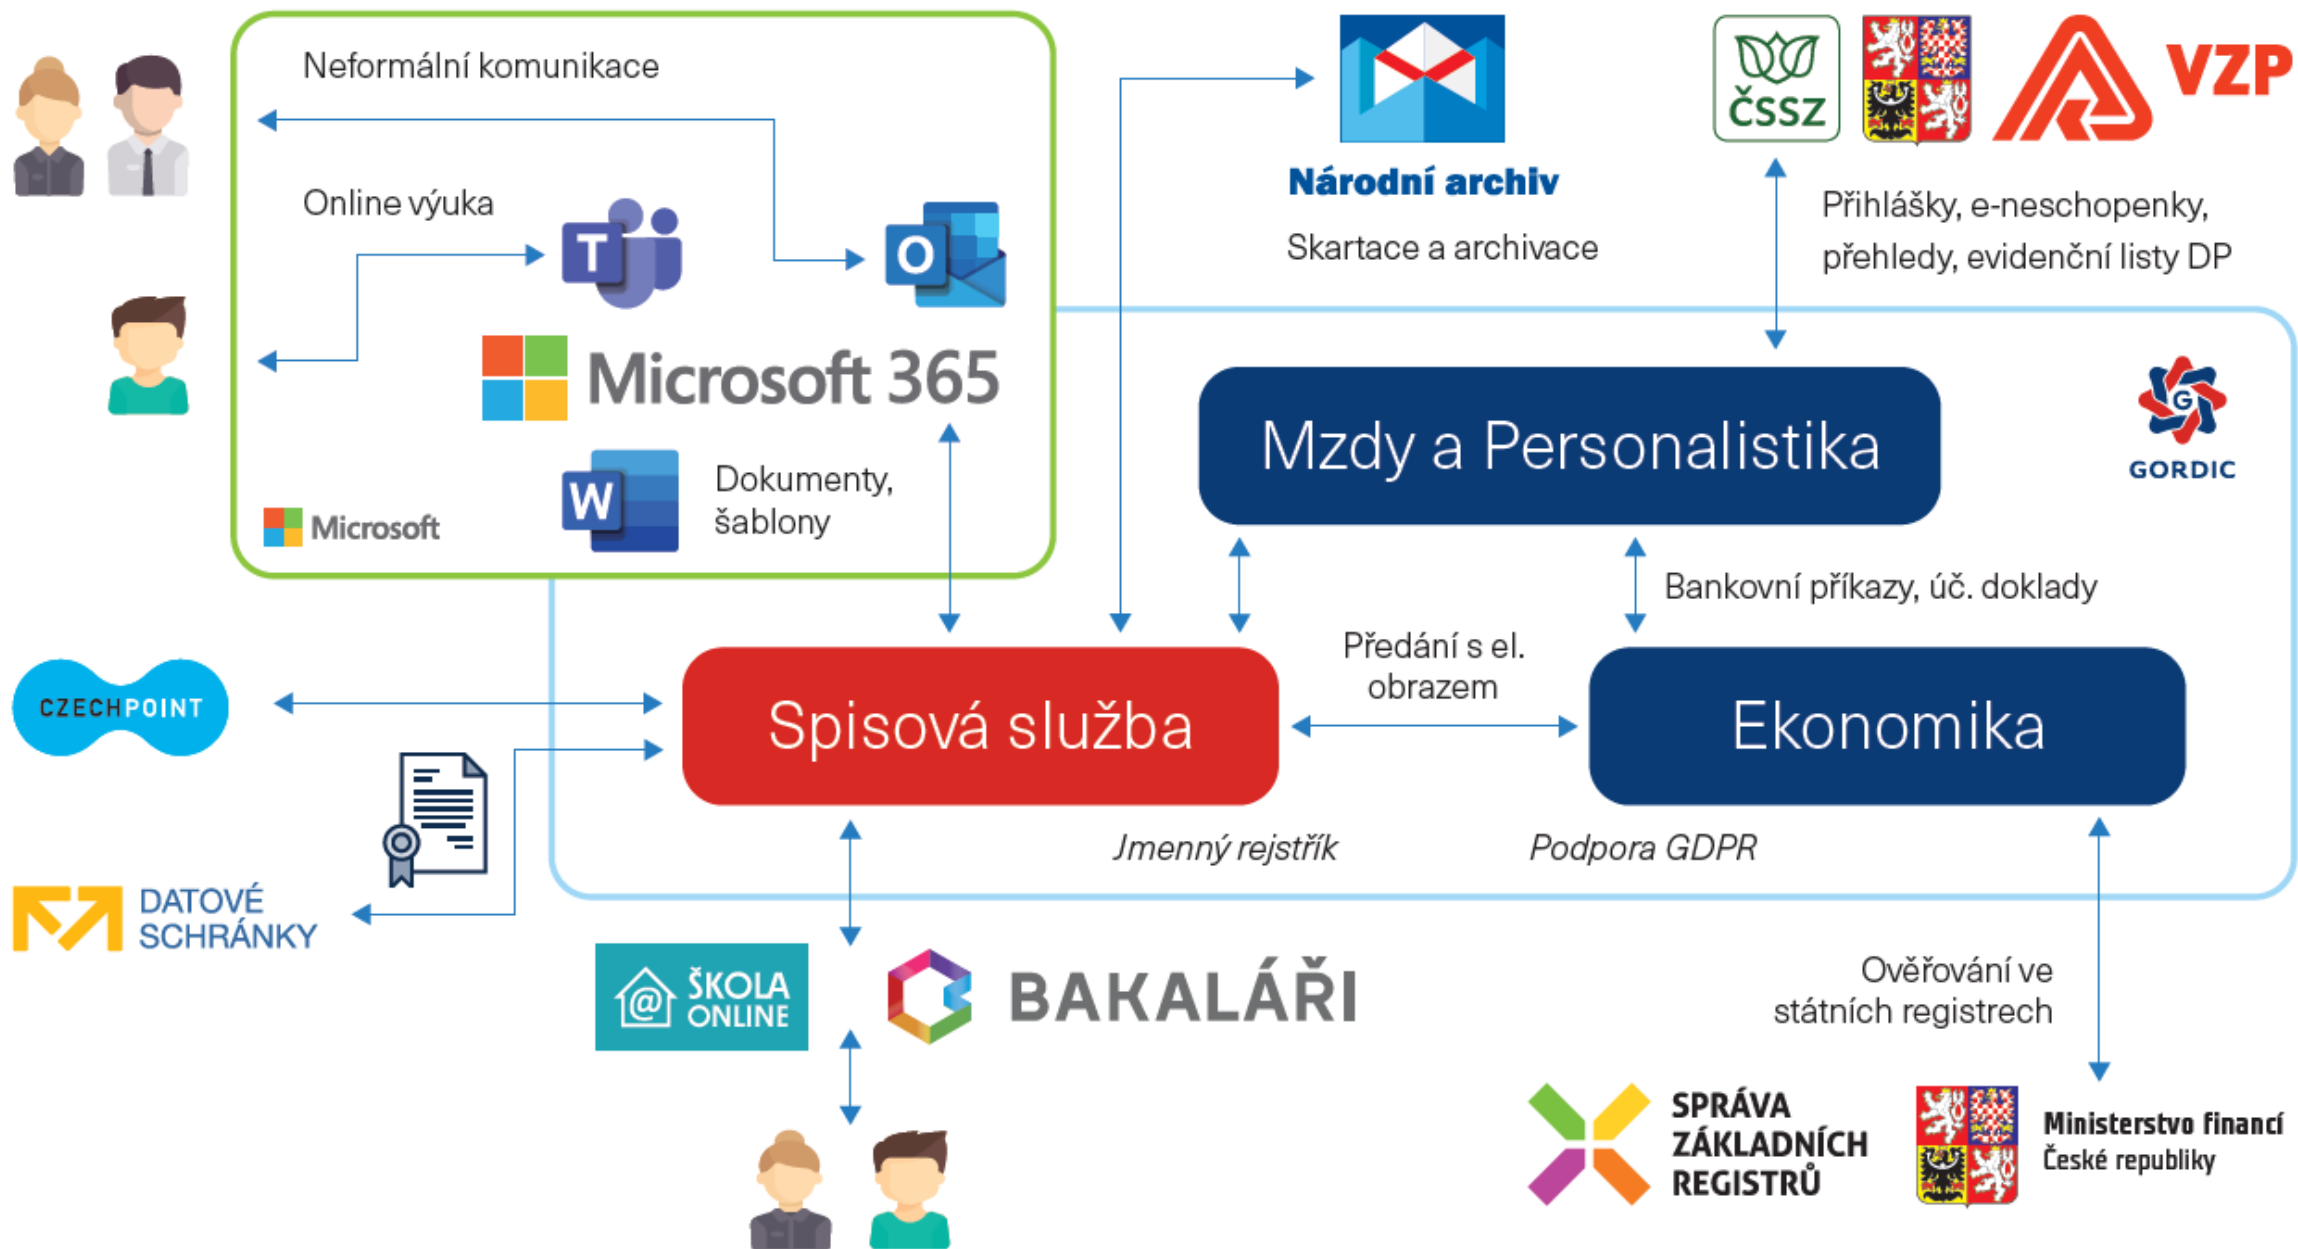 Neformální komunikace
Online výuka
T
O
Microsoft 365
W
Dokumenty,
šablony
Microsoft
Národní archiv
Skartace a archivace
ČSSZ
VZP
Přihlášky, e-neschopenky,
přehledy, evidenční listy DP
Mzdy a Personalistika
G
GORDIC
Bankovní příkazy, úč. doklady
Předání s el.
obrazem
CZECHPOINT
Spisová služba
Ekonomika
Jmenný rejstřík
Podpora GDPR
DATOVÉ
SCHRÁNKY
@ ŠKOLA
ONLINE
BAKALÁŘI
Ověřování ve
státních registrech
SPRÁVA
ZÁKLADNÍCH
REGISTRŮ
Ministerstvo financí
České republiky